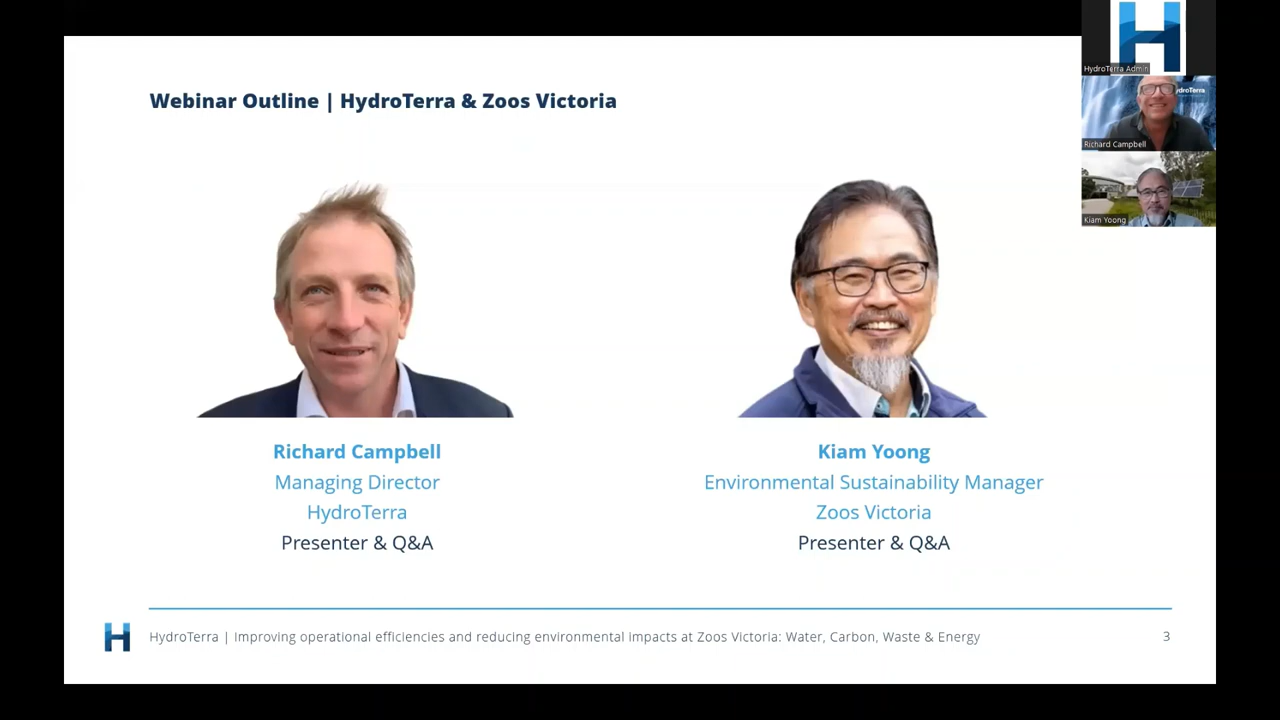 Webinar Outline | HydroTerra & Zoos Victoria
HydroTerra Admin
droTerra
Richard Campbell
Kiam Yoong
Richard Campbell
Managing Director
HydroTerra
Presenter & Q&A
Kiam Yoong
Environmental Sustainability Manager
Zoos Victoria
Presenter & Q&A
HydroTerra | Improving operational efficiencies and reducing environmental impacts at Zoos Victoria: Water, Carbon, Waste & Energy
3